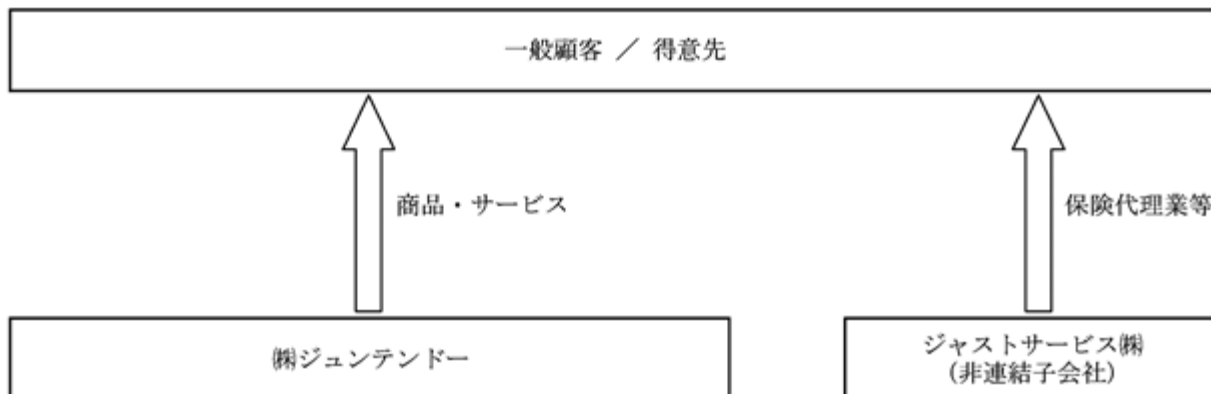 一般顧客 ／ 得意先
商品・サービス
保険代理業等
㈱ジュンテンドー
ジャストサービス㈱
(非連結子会社)